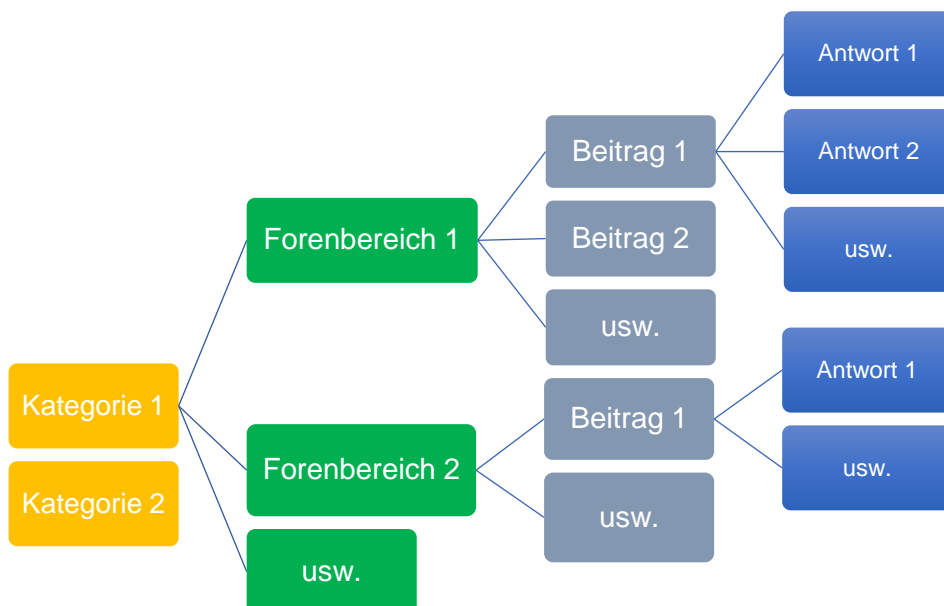 Kategorie 1
Kategorie 2
Forenbereich 1
Forenbereich 2
usw.
Beitrag 1
Beitrag 2
usw.
Beitrag 1
usw.
Antwort 1
Antwort 2
usw.
Antwort 1
usw.